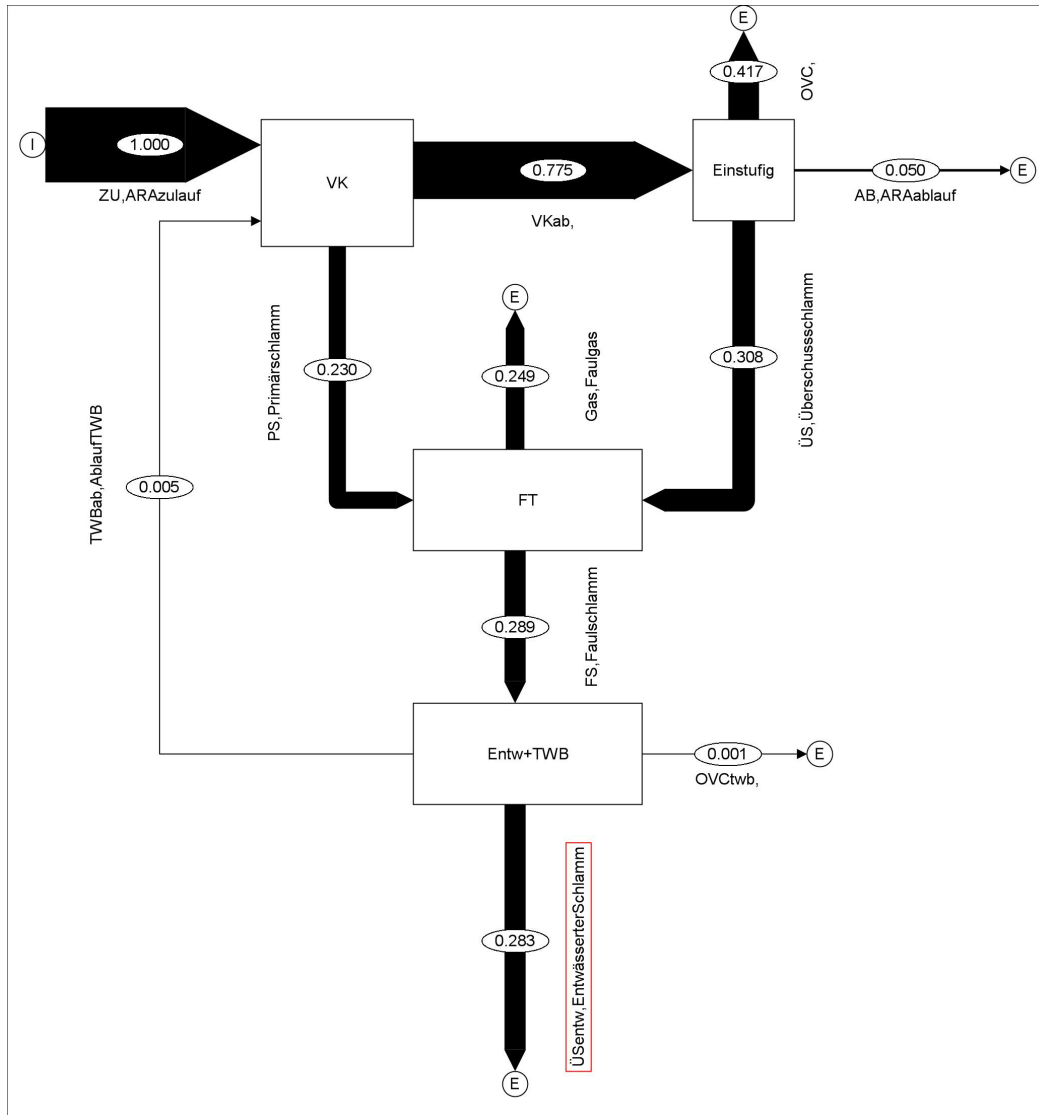 E
0.417
OVC,
I
1.000
ZU,ARAzulauf
VK
0.775
VKab,
Einstufig
0.050
E
AB,ARAablauf
E
PS,Primärschlamm
0.230
0.249
Gas,Faulgas
0.308
ÜS,Überschussschlamm
TWBab,AblaufTWB
0.005
FT
0.289
FS,Faulschlamm
Entw+TWB
0.001
E
OVCtwb,
0.283
ÜSentw,EntwässerterSchlamm
E